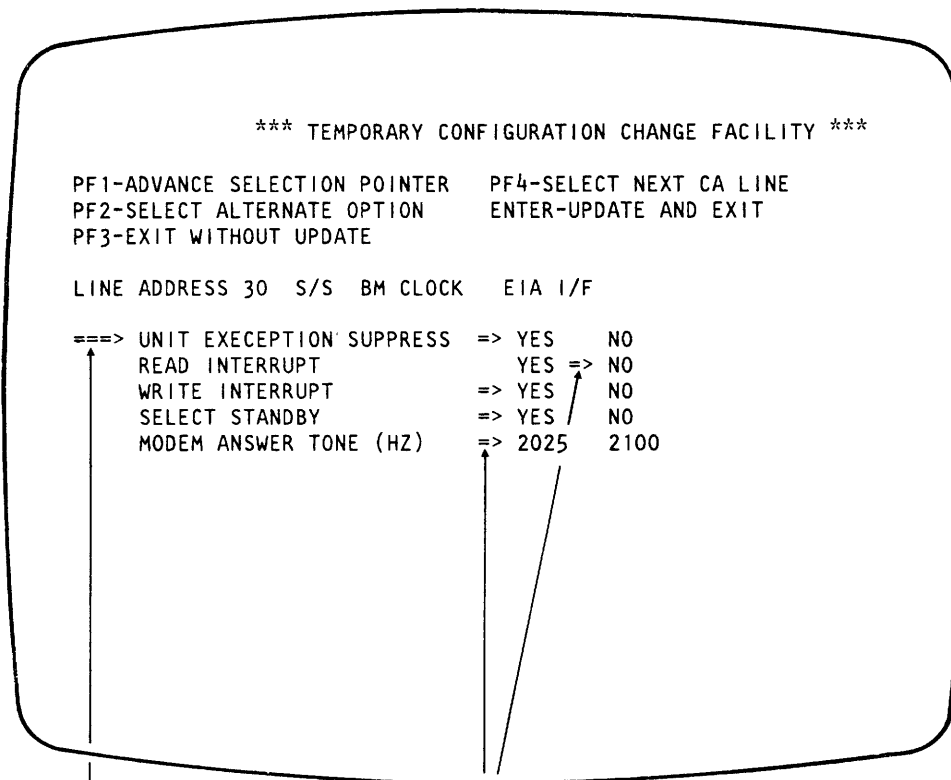 *** TEMPORARY CONFIGURATION CHANGE FACILITY ***
PF1-ADVANCE SELECTION POINTER PF4-SELECT NEXT CA LINE
PF2-SELECT ALTERNATE OPTION ENTER-UPDATE AND EXIT
PF3-EXIT WITHOUT UPDATE
LINE ADDRESS 30 S/S BM CLOCK EIA I/F
===> UNIT EXECEPTION SUPPRESS => YES NO
READ INTERRUPT YES => NO
WRITE INTERRUPT => YES NO
SELECT STANDBY => YES NO
MODEM ANSWER TONE (HZ) => 2025 2100